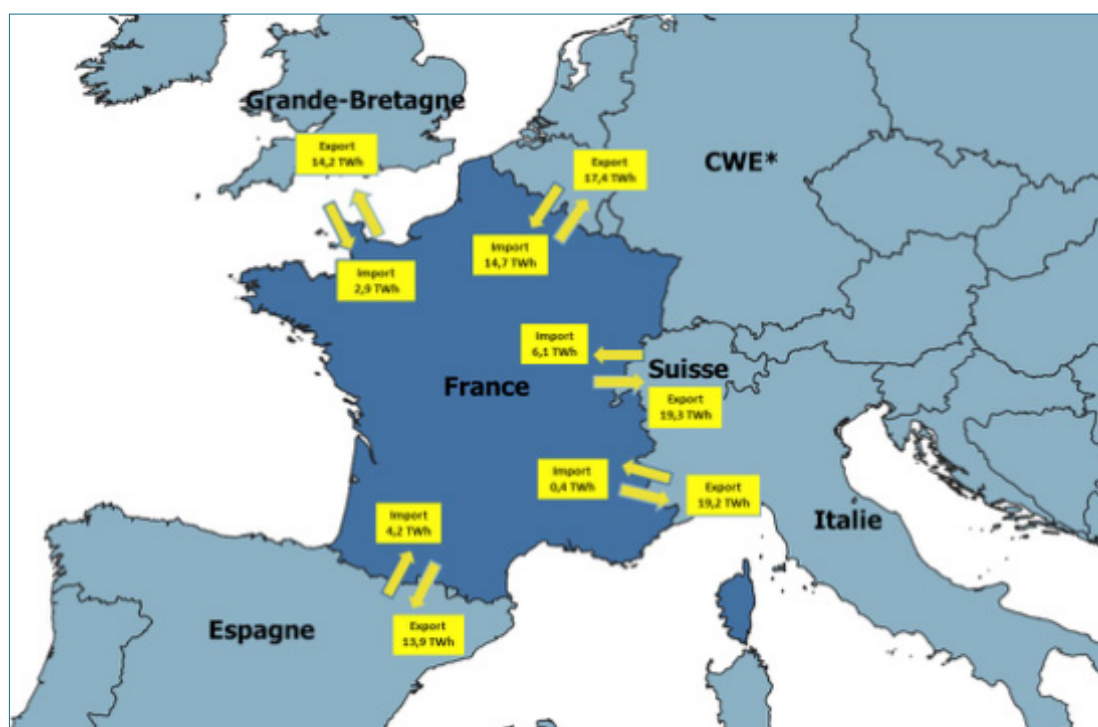 Grande-Bretagne
Export
14,2 TWh
Import
2,9 TWh
CWE*
Export
17,4 TWh
Import
14,7 TWh
France
Import
6,1 TWh
Suisse
Export
19,3 TWh
Import
0,4 TWh
Export
19,2 TWh
Italie
Import
4,2 TWh
Espagne
Export
13,9 TWh